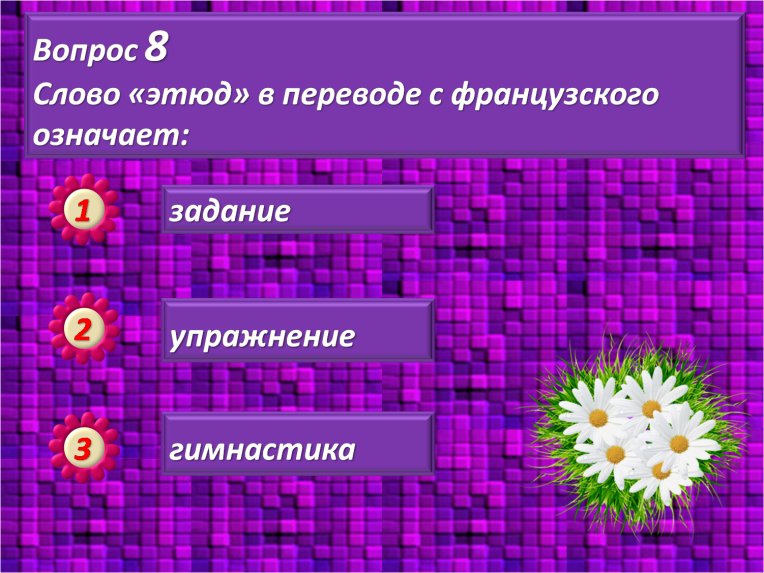 Вопрос 8
Слово «этюд» в переводе с французского
означает:
1 задание
2 упражнение
3 гимнастика